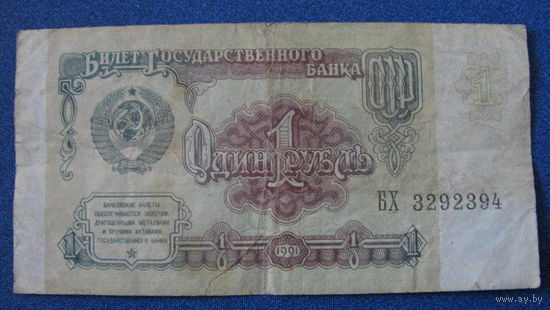 Билет Государственного
Банка
СССР
1
Один рубль
1
БХ 3292394
БАНКОВСКИЕ БИЛЕТЫ
ОБЕСПЕЧИВАЮТСЯ ЗОЛОТОМ,
ДРАГОЦЕННЫМИ МЕТАЛЛАМИ
И ПРОЧИМИ АКТИВАМИ
ГОСУДАРСТВЕННОГО БАНКА
1 1 1991 1 1
www.ay.by